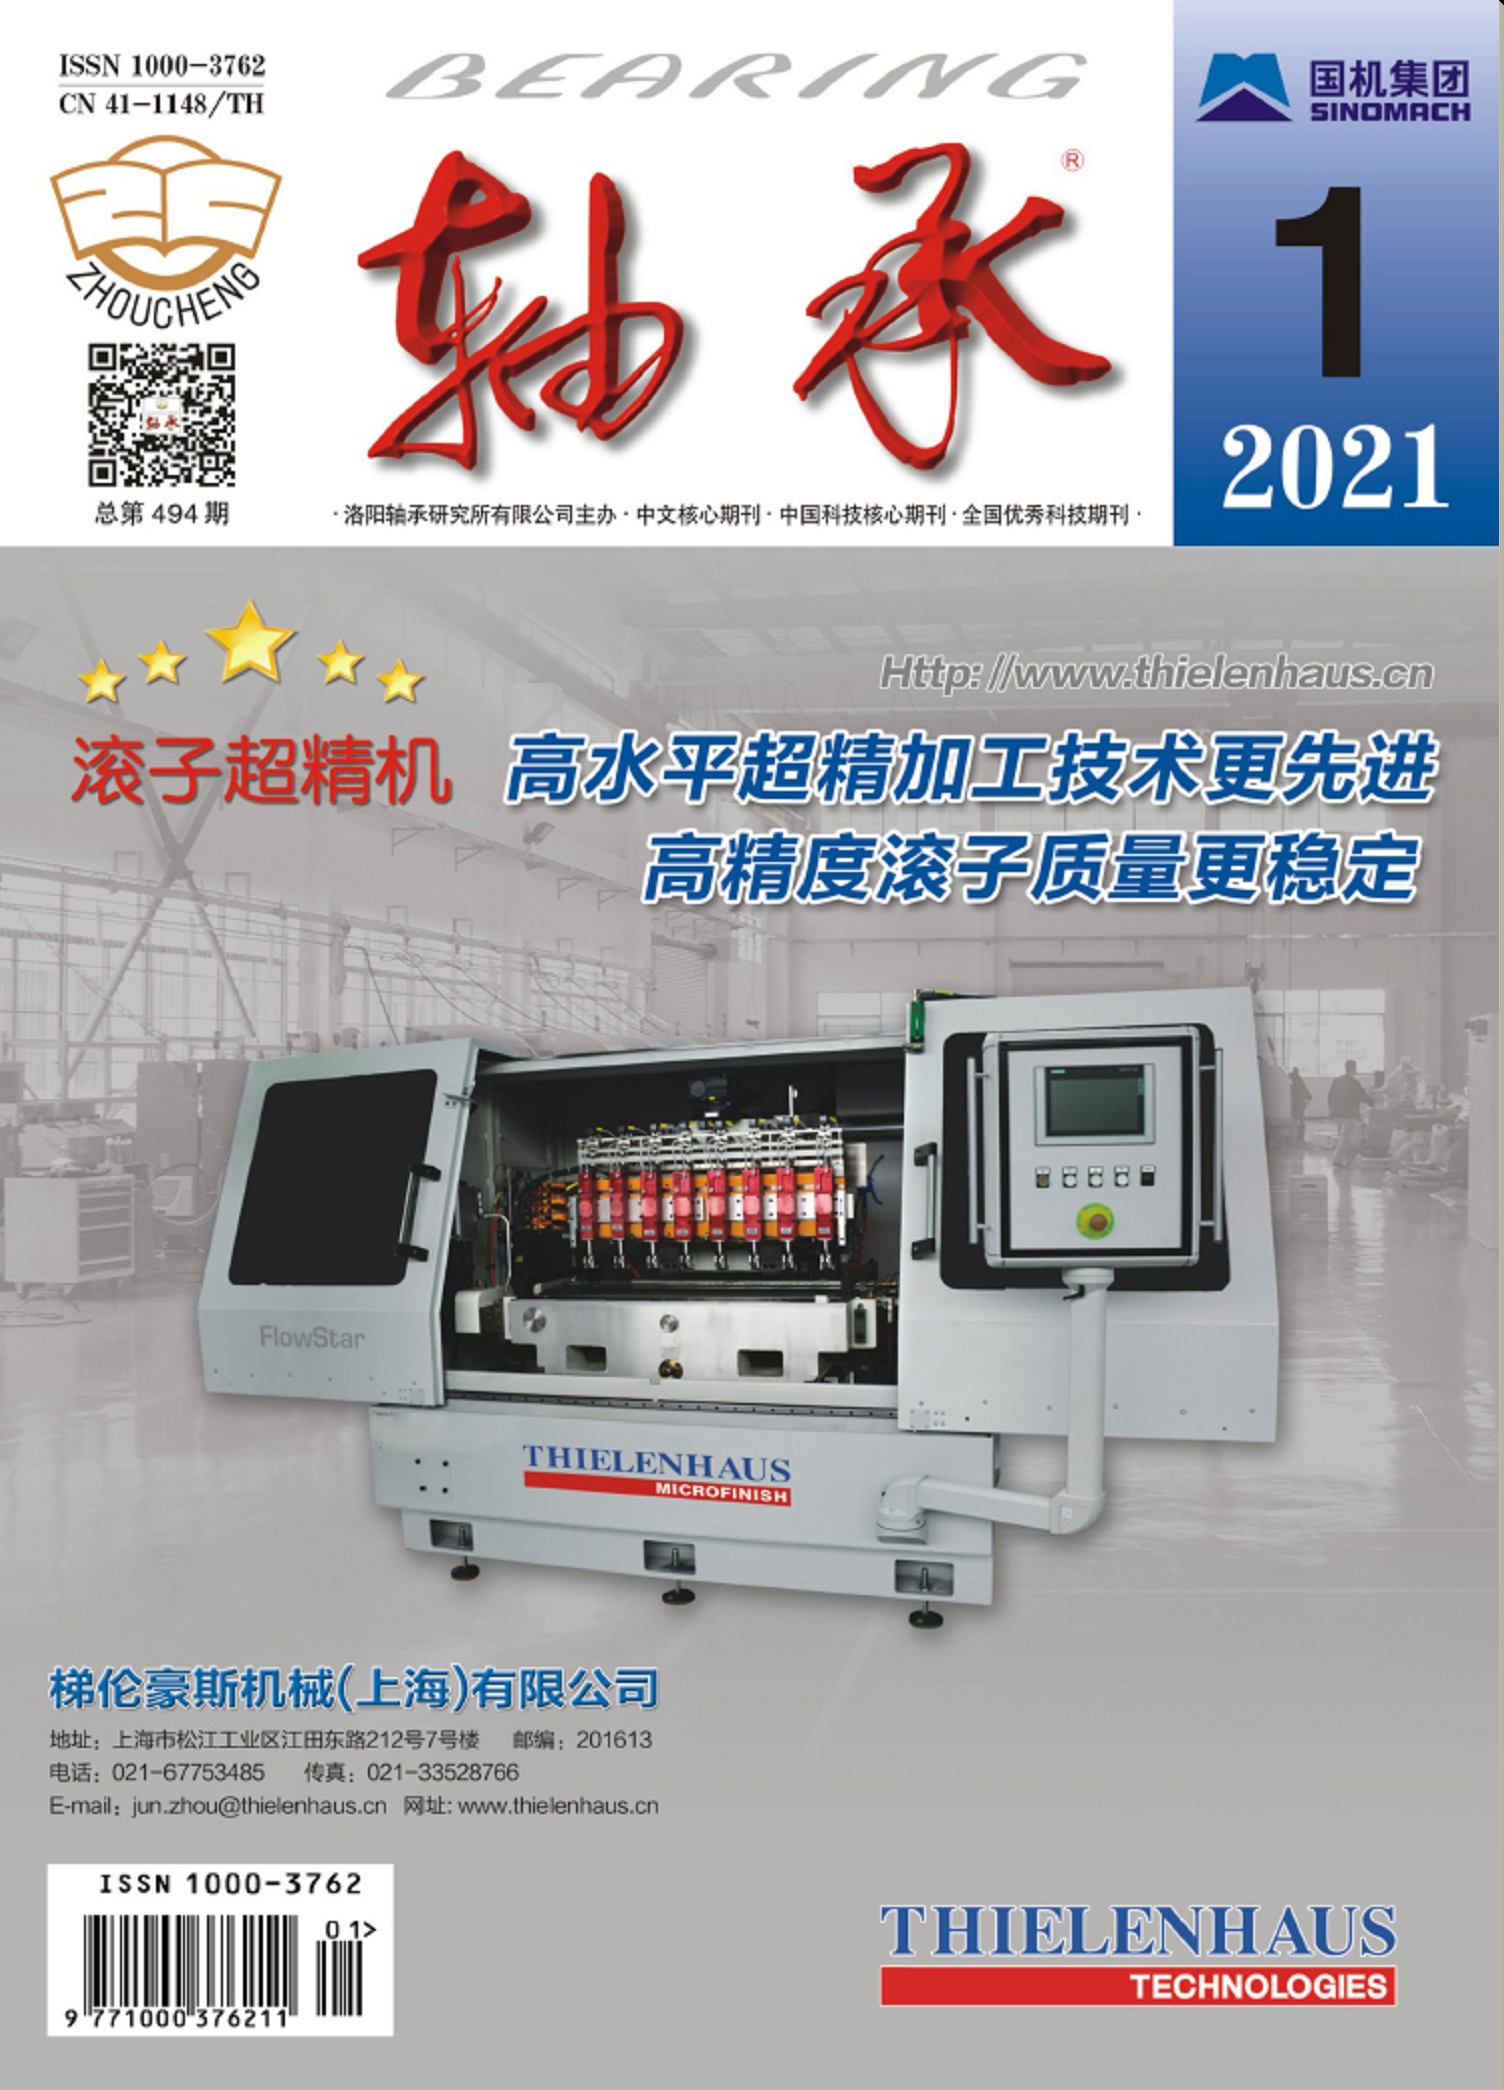 ISSN 1000-3762
CN 41-1148/TH
BEARING
国机集团
SINOMACH
轴承
®
1
2021
ZHOUCHENG
轴承
总第494期
·洛阳轴承研究所有限公司主办·中文核心期刊·中国科技核心期刊·全国优秀科技期刊·
Http://www.thielenhaus.cn
滚子超精机
高水平超精加工技术更先进
高精度滚子质量更稳定
FlowStar
THIELENHAUS
MICROFINISH
梯伦豪斯机械(上海)有限公司
地址：上海市松江工业区江田东路212号7号楼 邮编：201613
电话：021-67753485 传真：021-33528766
E-mail：jun.zhou@thielenhaus.cn 网址: www.thielenhaus.cn
ISSN 1000-3762
01>
9 771000 376211
THIELENHAUS
TECHNOLOGIES